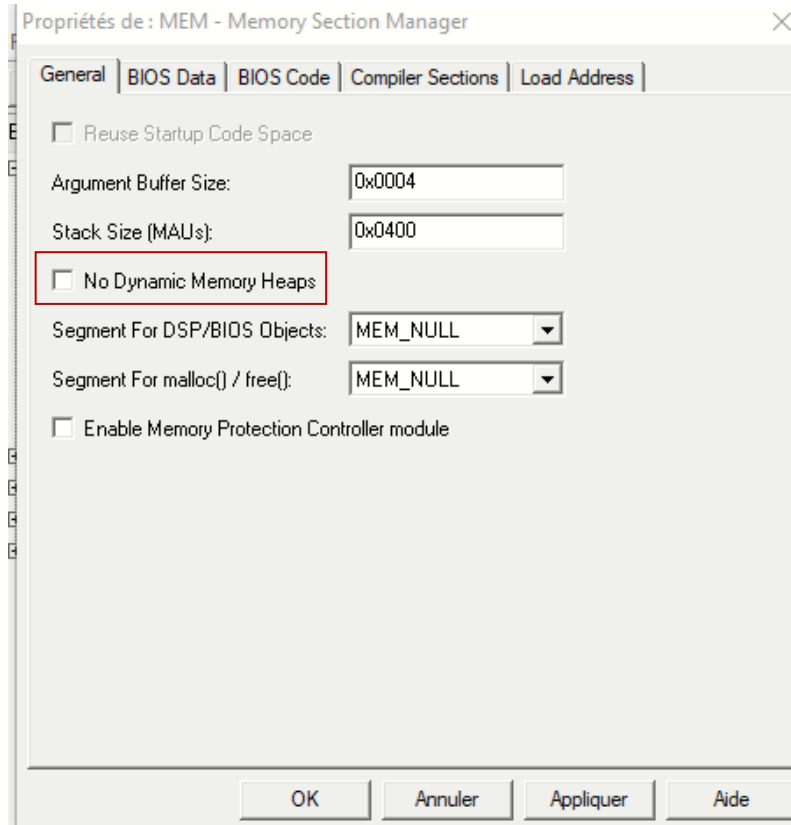 Propriétés de : MEM - Memory Section Manager
General BIOS Data BIOS Code Compiler Sections Load Address
Reuse Startup Code Space
Argument Buffer Size: 0x0004
Stack Size (MAUs): 0x0400
No Dynamic Memory Heaps
Segment For DSP/BIOS Objects: MEM_NULL
Segment For malloc() / free(): MEM_NULL
Enable Memory Protection Controller module
OK Annuler Appliquer Aide